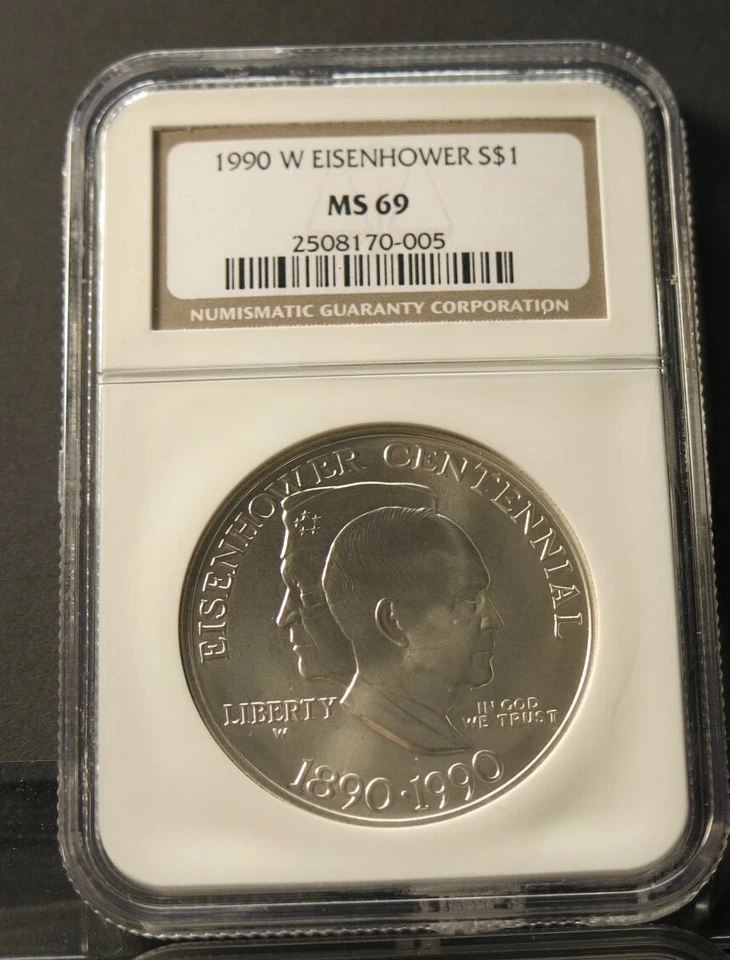 1990 W EISENHOWER S$1
MS 69
2508170-005
NUMISMATIC GUARANTY CORPORATION
EISENHOWER CENTENNIAL
LIBERTY
W
IN GOD
WE TRUST
1890·1990